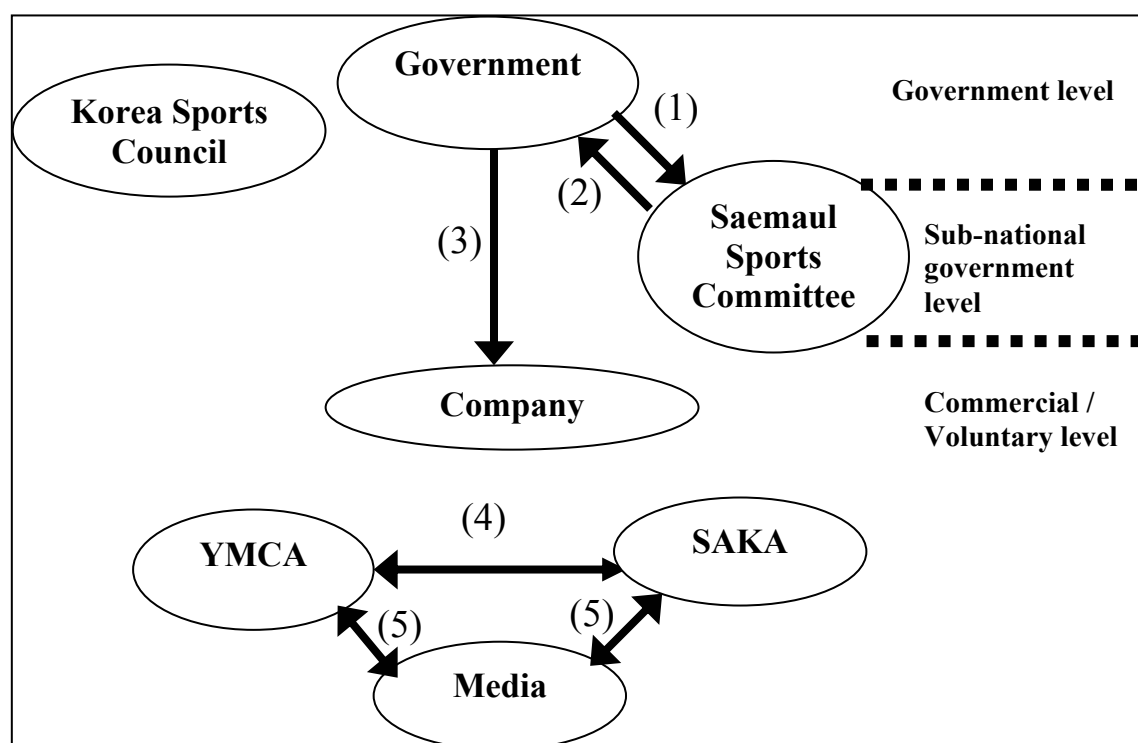 Government
Korea Sports
Council
Government level
(1)
(2)
Saemaul
Sports
Committee
(3)
Sub-national
government
level
Company
Commercial /
Voluntary level
(4)
YMCA
SAKA
(5)
(5)
Media